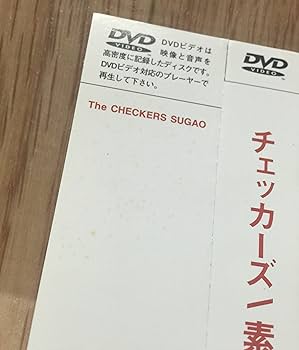 DVD
VIDEO
DVDビデオは
映像と音声を
高密度に記録したディスクです。
DVDビデオ対応のプレーヤーで
再生して下さい。
The CHECKERS SUGAO
DVD
VIDEO
チェッカーズ/素